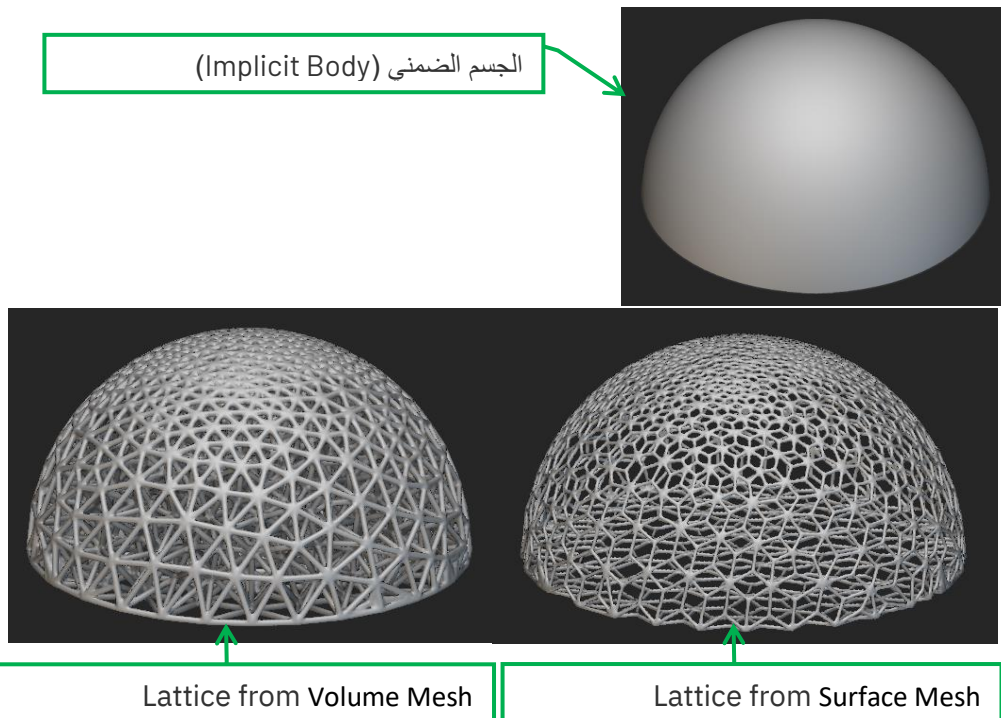 الجسم الضمني (Implicit Body)
Lattice from Volume Mesh
Lattice from Surface Mesh